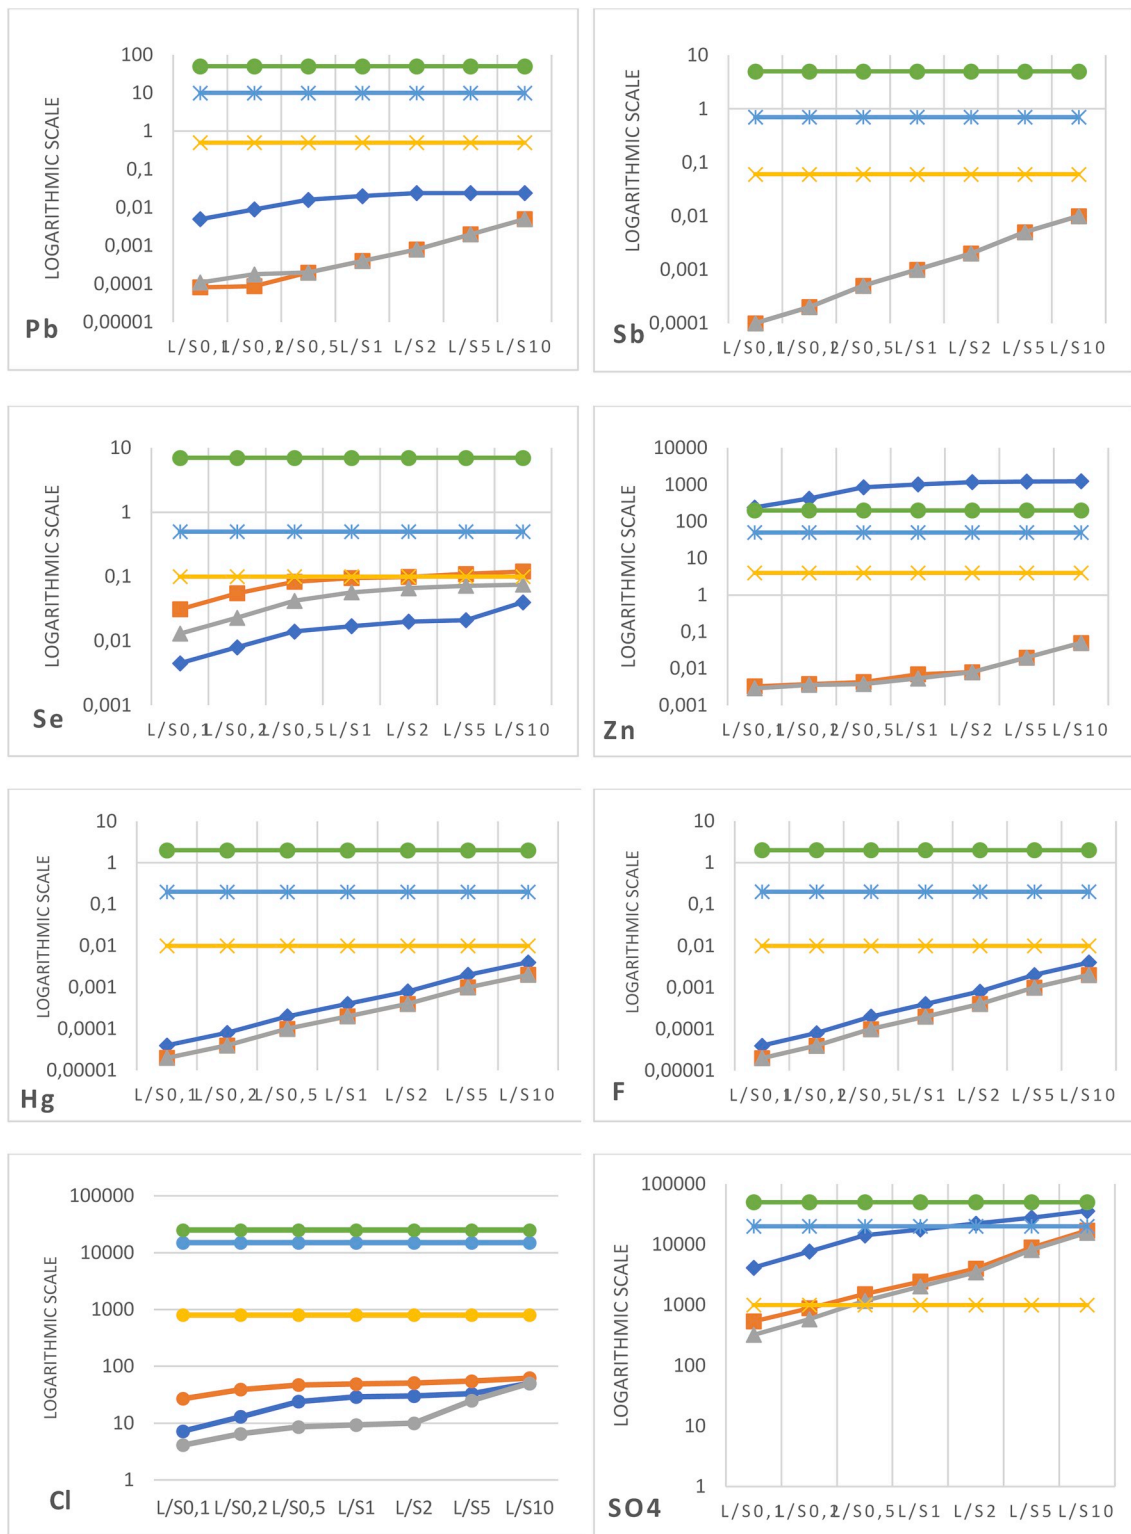 100
10
1
0,1
0,01
0,001
0,0001
0,00001
LOGARITHMIC SCALE
L/S0,1 L/S0,2 L/S0,5 L/S1 L/S2 L/S5 L/S10
Pb
10
1
0,1
0,01
0,001
0,0001
LOGARITHMIC SCALE
L/S0,1 L/S0,2 L/S0,5 L/S1 L/S2 L/S5 L/S10
Sb
10
1
0,1
0,01
0,001
LOGARITHMIC SCALE
L/S0,1 L/S0,2 L/S0,5 L/S1 L/S2 L/S5 L/S10
Se
10000
1000
100
10
1
0,1
0,01
0,001
LOGARITHMIC SCALE
L/S0,1 L/S0,2 L/S0,5 L/S1 L/S2 L/S5 L/S10
Zn
10
1
0,1
0,01
0,001
0,0001
0,00001
LOGARITHMIC SCALE
L/S0,1 L/S0,2 L/S0,5 L/S1 L/S2 L/S5 L/S10
Hg
10
1
0,1
0,01
0,001
0,0001
0,00001
LOGARITHMIC SCALE
L/S0,1 L/S0,2 L/S0,5 L/S1 L/S2 L/S5 L/S10
F
100000
10000
1000
100
10
1
LOGARITHMIC SCALE
L/S0,1 L/S0,2 L/S0,5 L/S1 L/S2 L/S5 L/S10
Cl
100000
10000
1000
100
10
1
LOGARITHMIC SCALE
L/S0,1 L/S0,2 L/S0,5 L/S1 L/S2 L/S5 L/S10
SO4